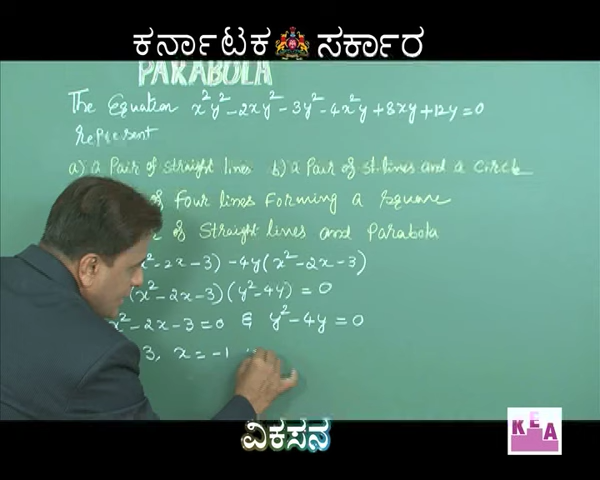 ಕರ್ನಾಟಕ ಸರ್ಕಾರ
PARABOLA
The Equation x²y² - 2xy² - 3y² - 4x²y + 8xy + 12y = 0
Represent
a) a Pair of straight lines b) a Pair of st. lines and a Circle
of Four lines Forming a Square
of Straight lines and Parabola
x² - 2x - 3) - 4y(x² - 2x - 3)
(x² - 2x - 3)(y² - 4y) = 0
x² - 2x - 3 = 0 & y² - 4y = 0
3, x = -1
ವಿಕಸನ
KEA